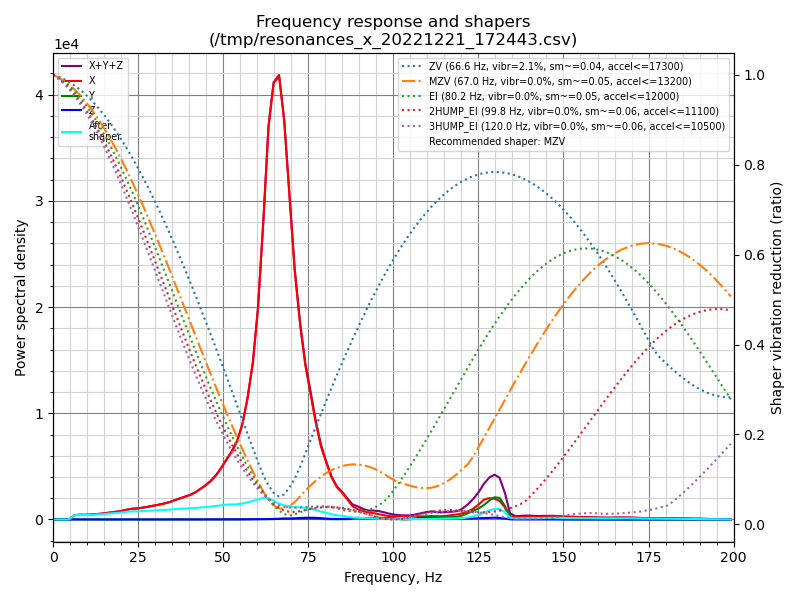 Frequency response and shapers
(/tmp/resonances_x_20221221_172443.csv)
1e4
X+Y+Z
X
Y
Z
After
shaper
ZV (66.6 Hz, vibr=2.1%, sm~=0.04, accel<=17300)
MZV (67.0 Hz, vibr=0.0%, sm~=0.05, accel<=13200)
EI (80.2 Hz, vibr=0.0%, sm~=0.05, accel<=12000)
2HUMP_EI (99.8 Hz, vibr=0.0%, sm~=0.06, accel<=11100)
3HUMP_EI (120.0 Hz, vibr=0.0%, sm~=0.06, accel<=10500)
Recommended shaper: MZV
Power spectral density
4
3
2
1
0
1.0
0.8
0.6
0.4
0.2
0.0
Shaper vibration reduction (ratio)
0 25 50 75 100 125 150 175 200
Frequency, Hz